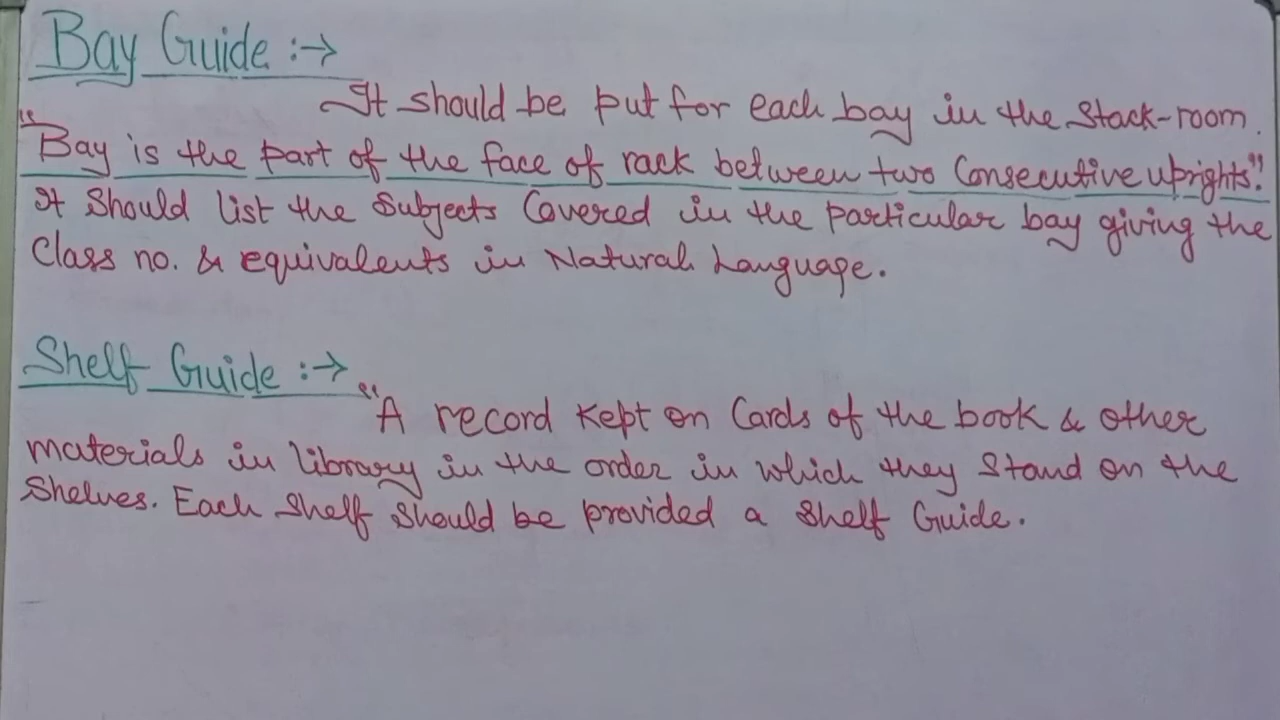 Bay Guide :→
It should be put for each bay in the Stack-room.
"Bay is the part of the face of rack between two Consecutive uprights".
It Should list the Subjects Covered in the particular bay giving the
Class no. & equivalents in Natural Language.
Shelf Guide :→
"A record Kept on Cards of the book & other
materials in library in the order in which they Stand on the
Shelves. Each Shelf Should be provided a Shelf Guide.